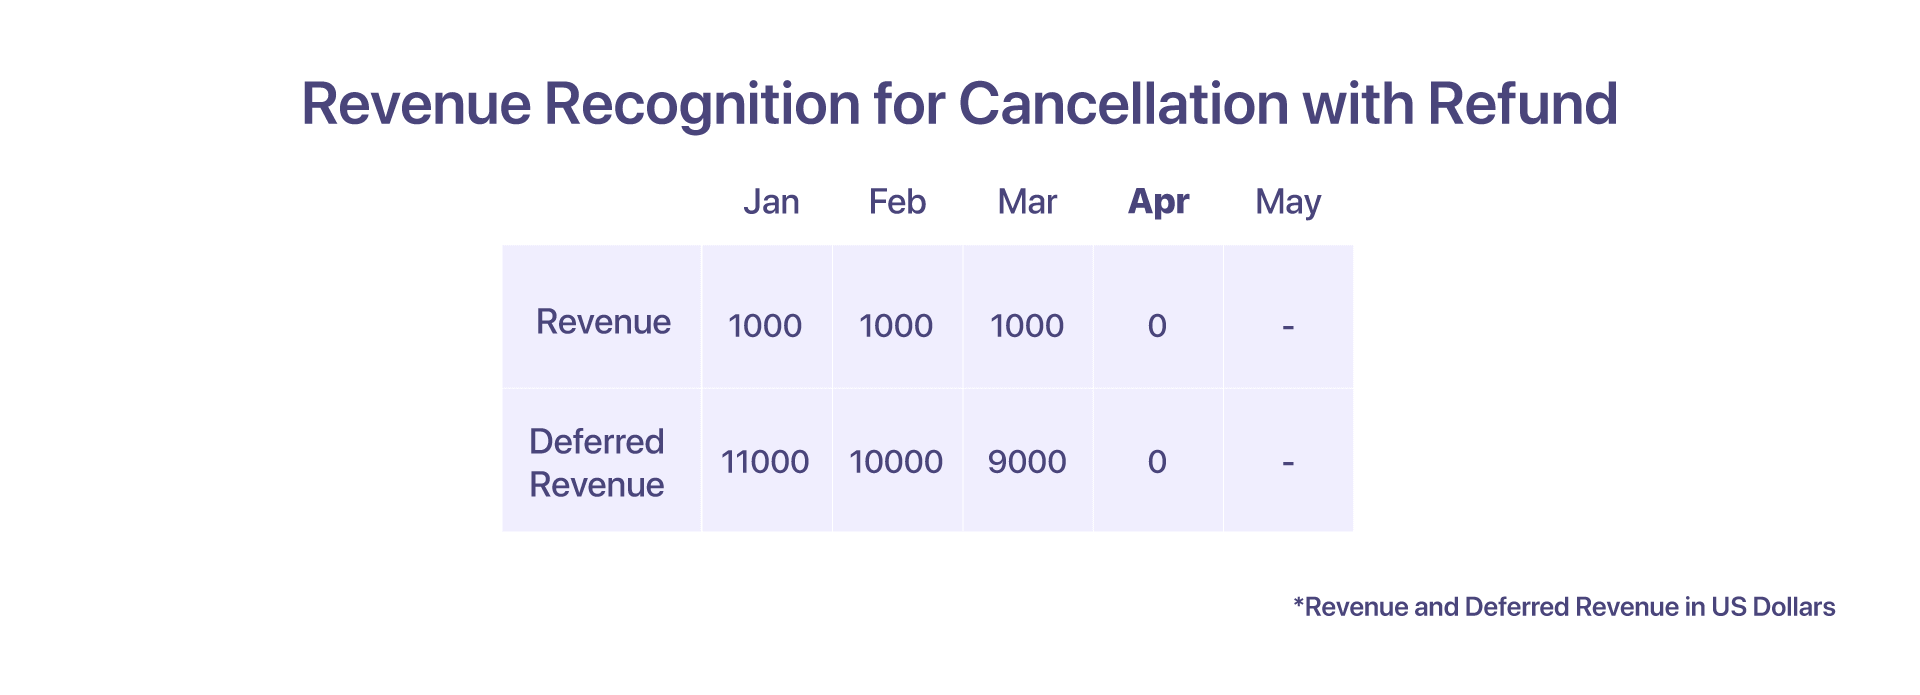 Revenue Recognition for Cancellation with Refund
Jan Feb Mar Apr May
Revenue 1000 1000 1000 0 -
Deferred
Revenue 11000 10000 9000 0 -
*Revenue and Deferred Revenue in US Dollars